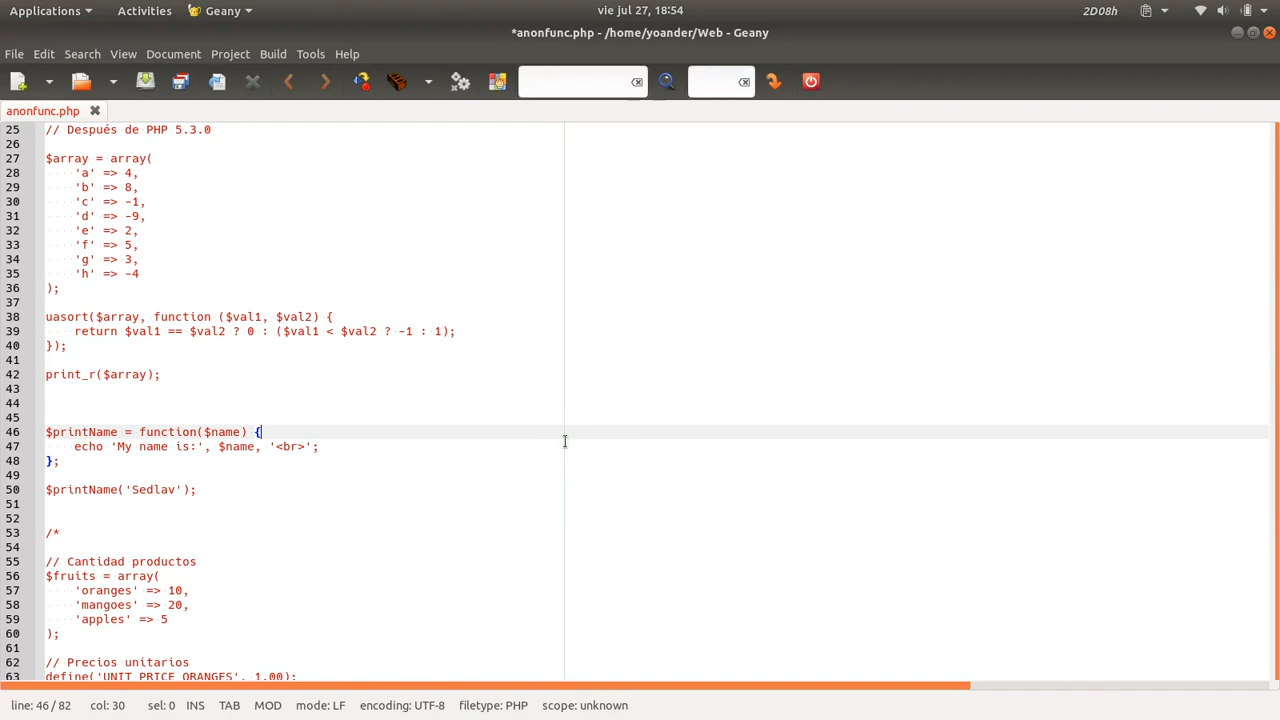 Applications Activities Geany vie jul 27, 18:54 2D08h
*anonfunc.php - /home/yoander/Web - Geany
File Edit Search View Document Project Build Tools Help
anonfunc.php
25 // Después de PHP 5.3.0
26
27 $array = array(
28 'a' => 4,
29 'b' => 8,
30 'c' => -1,
31 'd' => -9,
32 'e' => 2,
33 'f' => 5,
34 'g' => 3,
35 'h' => -4
36 );
37
38 uasort($array, function ($val1, $val2) {
39 return $val1 == $val2 ? 0 : ($val1 < $val2 ? -1 : 1);
40 });
41
42 print_r($array);
43
44
45
46 $printName = function($name) {
47 echo 'My name is:', $name, '<br>';
48 };
49
50 $printName('Sedlav');
51
52
53 /*
54
55 // Cantidad productos
56 $fruits = array(
57 'oranges' => 10,
58 'mangoes' => 20,
59 'apples' => 5
60 );
61
62 // Precios unitarios
63 define('UNIT_PRICE_ORANGES', 1.00);
line: 46 / 82 col: 30 sel: 0 INS TAB MOD mode: LF encoding: UTF-8 filetype: PHP scope: unknown